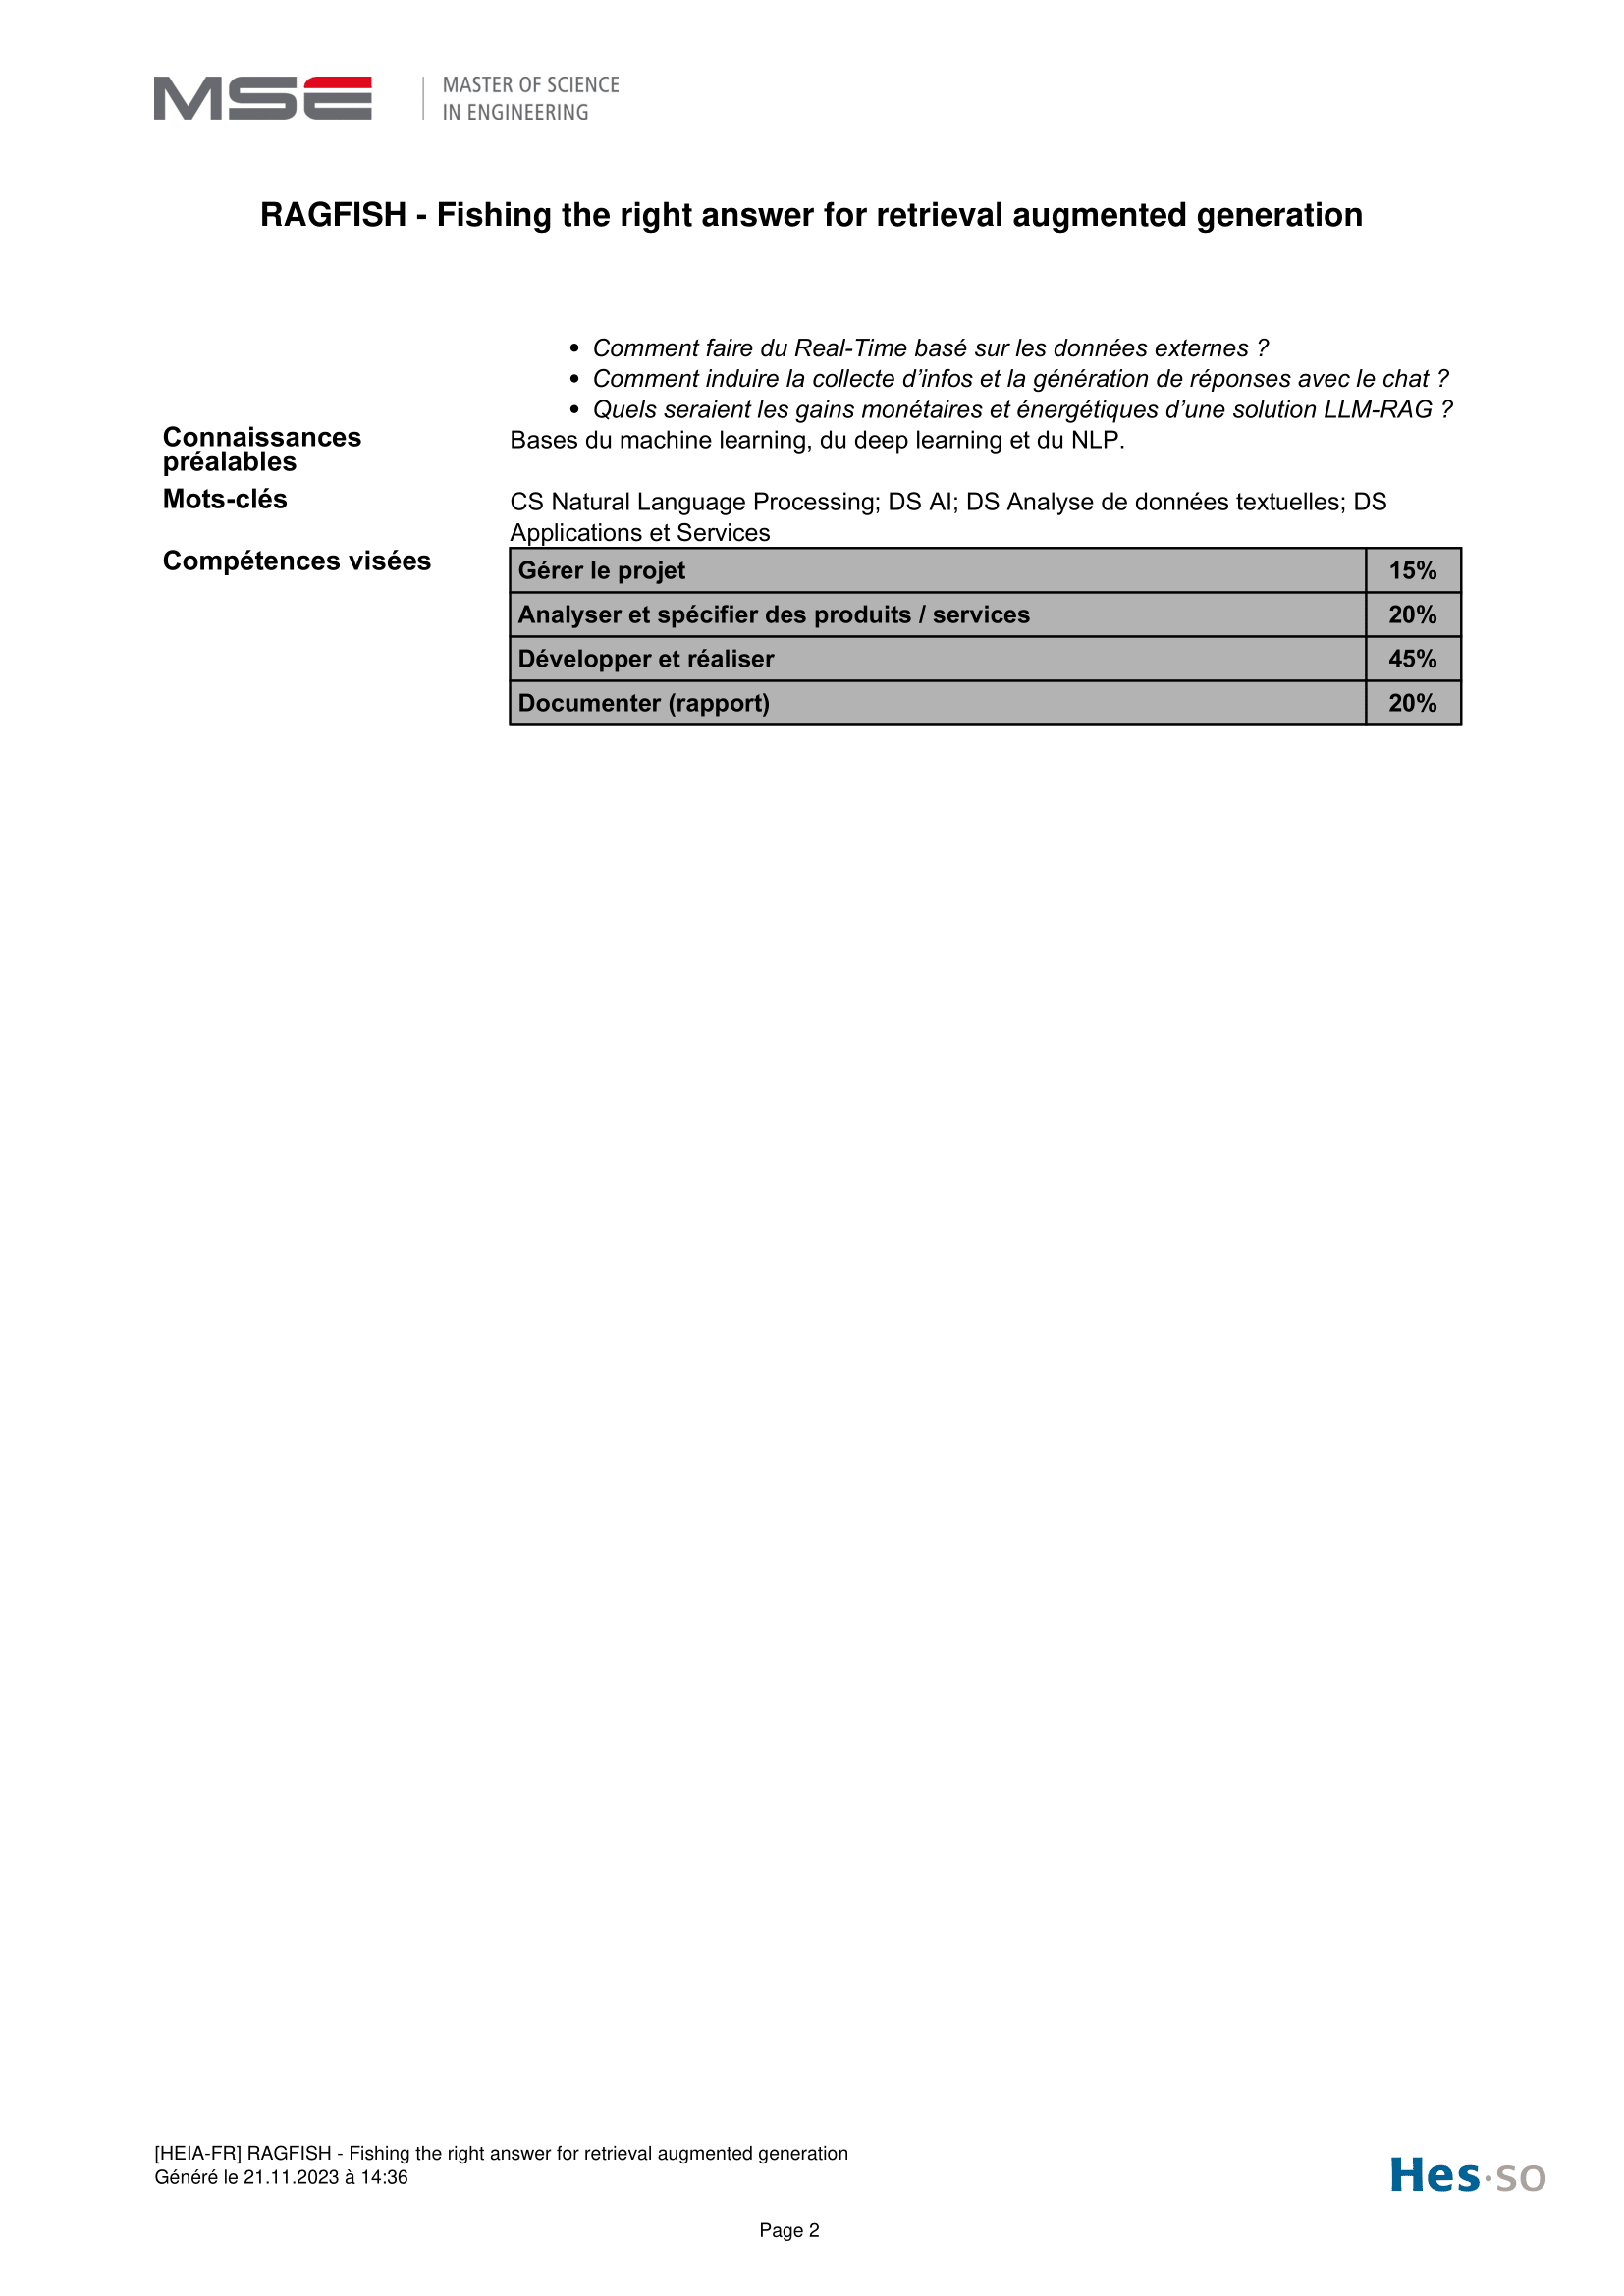 MSE
MASTER OF SCIENCE
IN ENGINEERING
RAGFISH - Fishing the right answer for retrieval augmented generation
• Comment faire du Real-Time basé sur les données externes ?
• Comment induire la collecte d’infos et la génération de réponses avec le chat ?
• Quels seraient les gains monétaires et énergétiques d’une solution LLM-RAG ?
Connaissances
préalables
Bases du machine learning, du deep learning et du NLP.
Mots-clés
CS Natural Language Processing; DS AI; DS Analyse de données textuelles; DS
Applications et Services
Compétences visées
Gérer le projet 15%
Analyser et spécifier des produits / services 20%
Développer et réaliser 45%
Documenter (rapport) 20%
[HEIA-FR] RAGFISH - Fishing the right answer for retrieval augmented generation
Généré le 21.11.2023 à 14:36
Hes·so
Page 2